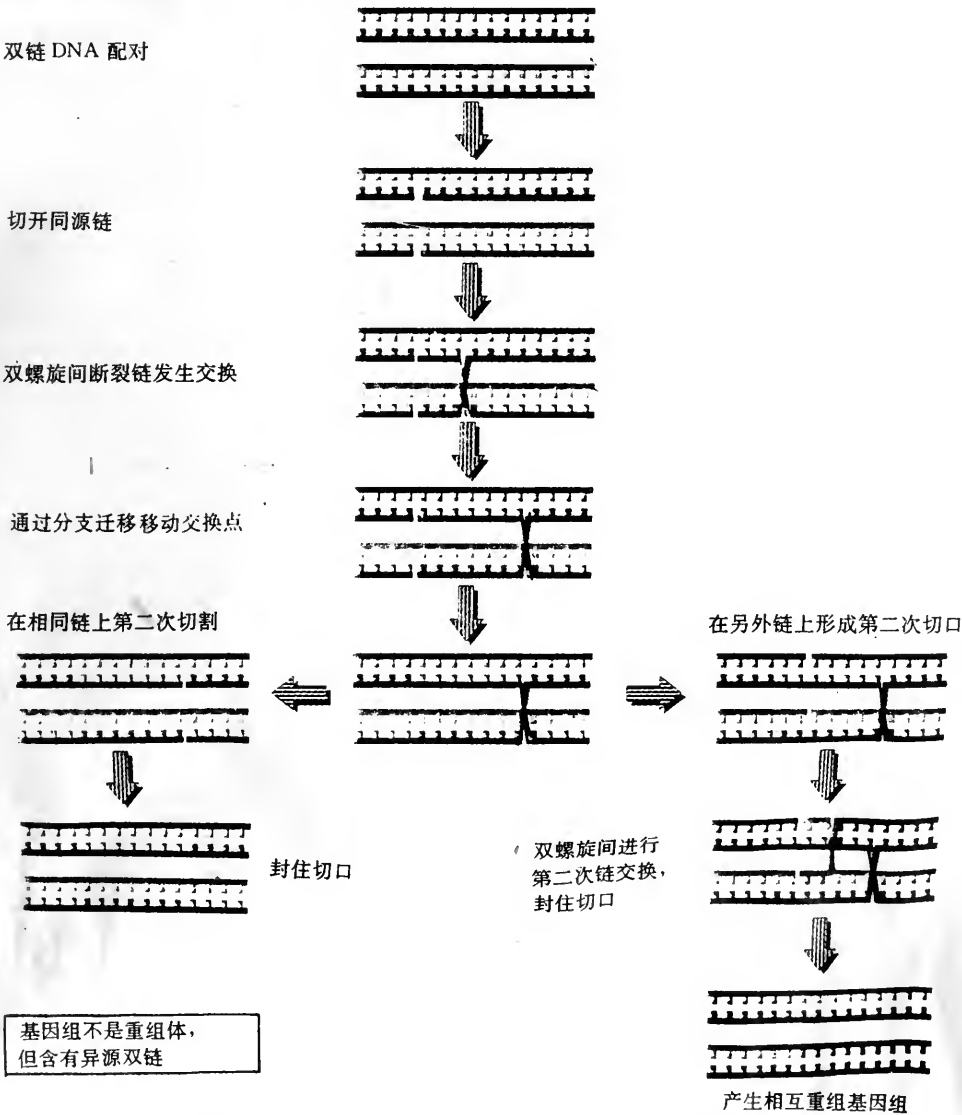 双链 DNA 配对
切开同源链
双螺旋间断裂链发生交换
通过分支迁移移动交换点
在相同链上第二次切割
在另外链上形成第二次切口
封住切口
双螺旋间进行
第二次链交换，
封住切口
基因组不是重组体，
但含有异源双链
产生相互重组基因组